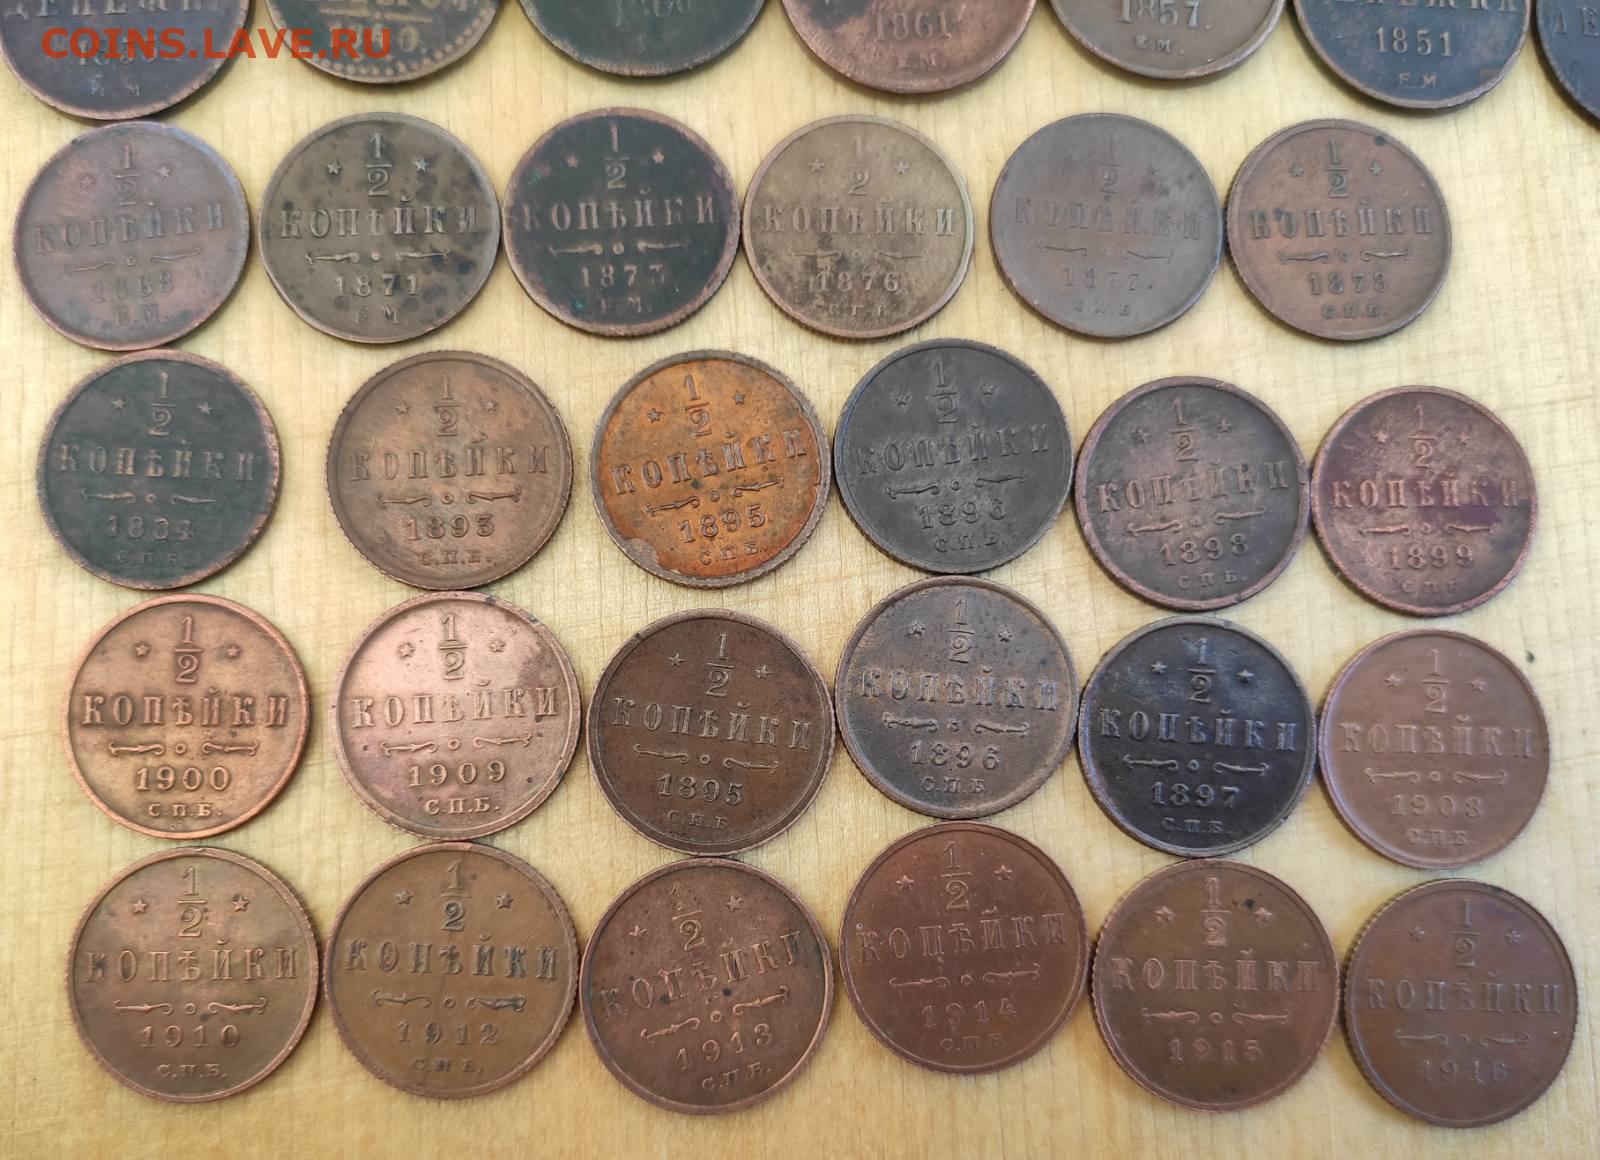 COINS.LAVE.RU
ДЕНЕЖКА
Е.М.
1861
Е.М.
1857.
Е.М.
1851
Е.М
1/2
КОПѢЙКИ
Е.М.
1/2
КОПѢЙКИ
1871
Е М
1/2
КОПѢЙКИ
1873
Е.М.
1/2
КОПѢЙКИ
1876
С.П.Б.
1/2
КОПѢЙКИ
1877.
С.П.Б
1/2
КОПѢЙКИ
1878
С.П.Б.
1/2
КОПѢЙКИ
С.П.Б.
1/2
КОПѢЙКИ
1893
С.П.Б.
1/2
КОПѢЙКИ
1895
С.П.Б.
1/2
КОПѢЙКИ
1896
С.П.Б.
1/2
КОПѢЙКИ
1898
С.П.Б.
1/2
КОПѢЙКИ
1899
С.П.Б
1/2
КОПѢЙКИ
1900
С.П.Б.
1/2
КОПѢЙКИ
1909
С.П.Б.
1/2
КОПѢЙКИ
1895
С.П.Б.
1/2
КОПѢЙКИ
1896
С.П.Б.
1/2
КОПѢЙКИ
1897
С.П.Б.
1/2
КОПѢЙКИ
1908
С.П.Б.
1/2
КОПѢЙКИ
1910
С.П.Б.
1/2
КОПѢЙКИ
1912
С.П.Б.
1/2
КОПѢЙКИ
1913
С.П.Б.
1/2
КОПѢЙКИ
1914
С.П.Б
1/2
КОПѢЙКИ
1915
1/2
КОПѢЙКИ
1916